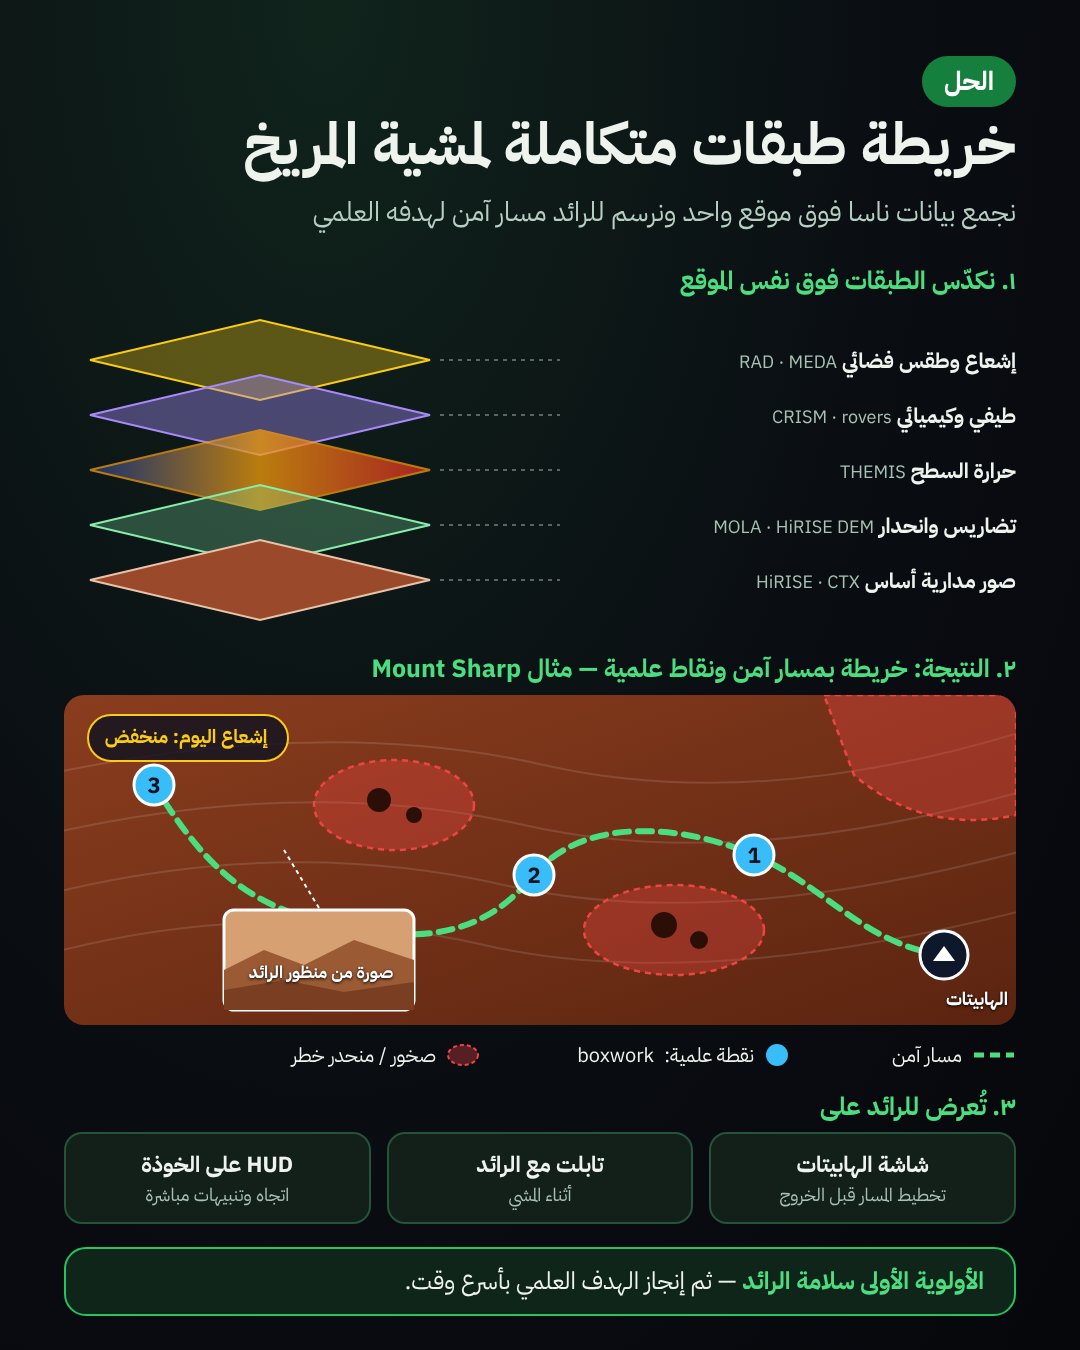 الحل
خريطة طبقات متكاملة لمشية المريخ
نجمع بيانات ناسا فوق موقع واحد ونرسم للرائد مسار آمن لهدفه العلمي
١. نكدّس الطبقات فوق نفس الموقع
إشعاع وطقس فضائي RAD · MEDA
طيفي وكيميائي CRISM · rovers
حرارة السطح THEMIS
تضاريس وانحدار MOLA · HiRISE DEM
صور مدارية أساس HiRISE · CTX
٢. النتيجة: خريطة بمسار آمن ونقاط علمية — مثال Mount Sharp
إشعاع اليوم: منخفض
3
1
2
صورة من منظور الرائد
الهابيتات
مسار آمن
نقطة علمية: boxwork
صخور / منحدر خطر
٣. تُعرض للرائد على
شاشة الهابيتات
تخطيط المسار قبل الخروج
تابلت مع الرائد
أثناء المشي
HUD على الخوذة
اتجاه وتنبيهات مباشرة
الأولوية الأولى سلامة الرائد — ثم إنجاز الهدف العلمي بأسرع وقت.